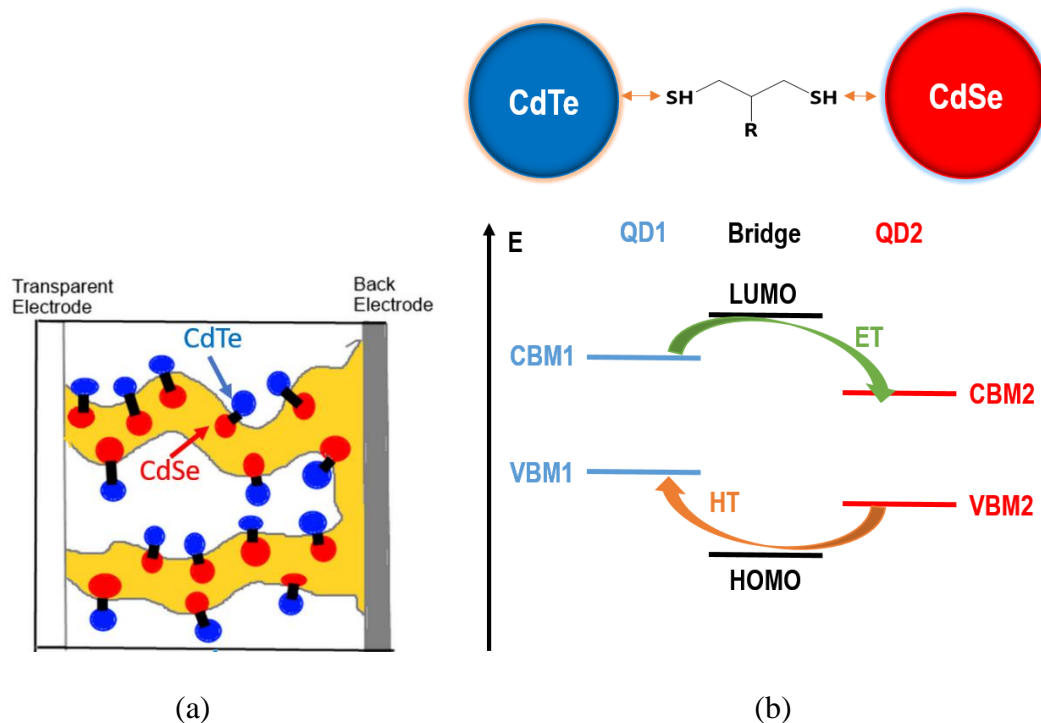 CdTe
SH
SH
R
CdSe
E
QD1
Bridge
QD2
LUMO
ET
CBM1
CBM2
VBM1
HT
VBM2
HOMO
Transparent
Electrode
Back
Electrode
CdTe
CdSe
(a)
(b)